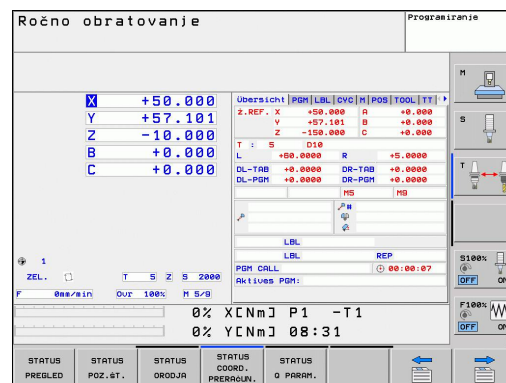 Ročno obratovanje
Programiranje
X +50.000
Y +57.101
Z -10.000
B +0.000
C +0.000
Übersicht PGM LBL CYC M POS TOOL TT
Ž.REF. X +50.000 A +0.000
Y +57.101 B +0.000
Z -150.000 C +0.000
T : 5 D10
L +60.0000 R +5.0000
DL-TAB +0.0000 DR-TAB +0.0000
DL-PGM +0.0000 DR-PGM +0.0000
M5 M9
LBL
LBL REP
PGM CALL 00:00:07
Aktives PGM:
1
ZEL. T 5 Z S 2000
F 0mm/min Ovr 100% M 5/9
0% X[Nm] P1 -T1
0% Y[Nm] 08:31
M
S
T
S100%
OFF ON
F100%
OFF ON
STATUS PREGLED
STATUS POZ.ŠT.
STATUS ORODJA
STATUS COORD. PRERAČUN.
STATUS Q PARAM.